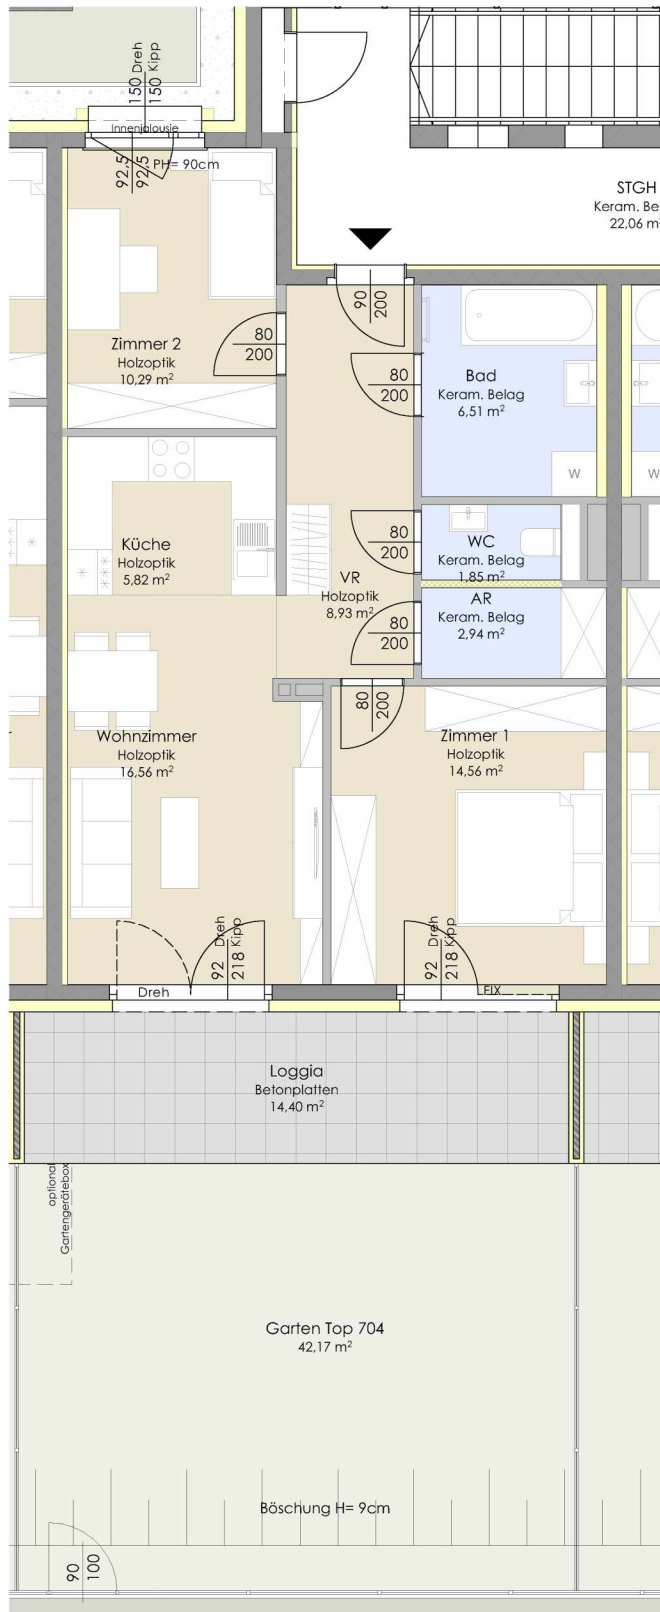 150 Dreh
150 Kipp
Innenjalousie
92,5
92,5
PH= 90cm
STGH
Keram. Be
22,06 m²
90
200
Zimmer 2
Holzoptik
10,29 m²
80
200
80
200
Bad
Keram. Belag
6,51 m²
W
W
Küche
Holzoptik
5,82 m²
80
200
WC
Keram. Belag
1,85 m²
VR
Holzoptik
8,93 m²
AR
Keram. Belag
2,94 m²
80
200
80
200
Wohnzimmer
Holzoptik
16,56 m²
Zimmer 1
Holzoptik
14,56 m²
92 Dreh
218 Kipp
92 Dreh
218 Kipp
Dreh
FIX
Loggia
Betonplatten
14,40 m²
optional
Gartengerätebox
Garten Top 704
42,17 m²
Böschung H= 9cm
90
100